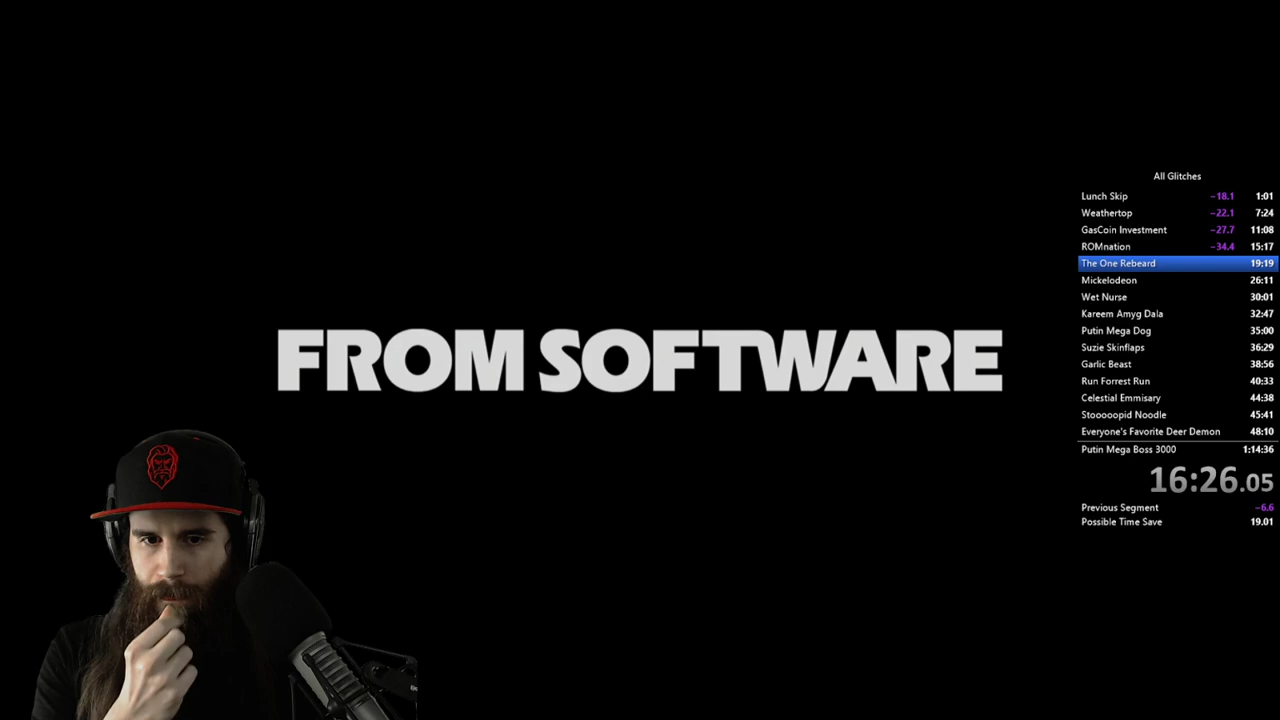 FROM SOFTWARE
All Glitches
Lunch Skip −18.1 1:01
Weathertop −22.1 7:24
GasCoin Investment −27.7 11:08
ROMnation −34.4 15:17
The One Rebeard 19:19
Mickelodeon 26:11
Wet Nurse 30:01
Kareem Amyg Dala 32:47
Putin Mega Dog 35:00
Suzie Skinflaps 36:29
Garlic Beast 38:56
Run Forrest Run 40:33
Celestial Emmisary 44:38
Stooooopid Noodle 45:41
Everyone's Favorite Deer Demon 48:10
Putin Mega Boss 3000 1:14:36
16:26.05
Previous Segment −6.6
Possible Time Save 19.01